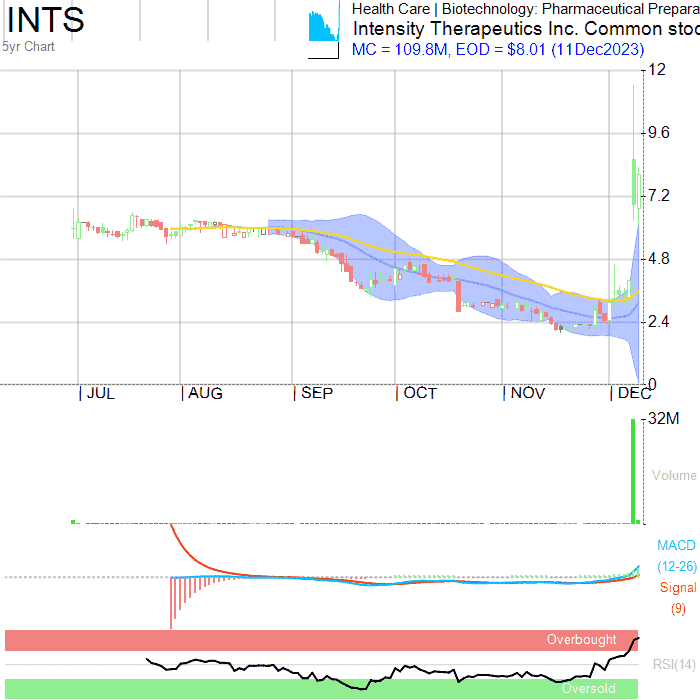 INTS
Health Care | Biotechnology: Pharmaceutical Prepara
Intensity Therapeutics Inc. Common stoc
5yr Chart
MC = 109.8M, EOD = $8.01 (11Dec2023)
12
9.6
7.2
4.8
2.4
0
| JUL
| AUG
| SEP
| OCT
| NOV
| DEC
32M
Volume
MACD
(12-26)
Signal
(9)
Overbought
RSI(14)
Oversold